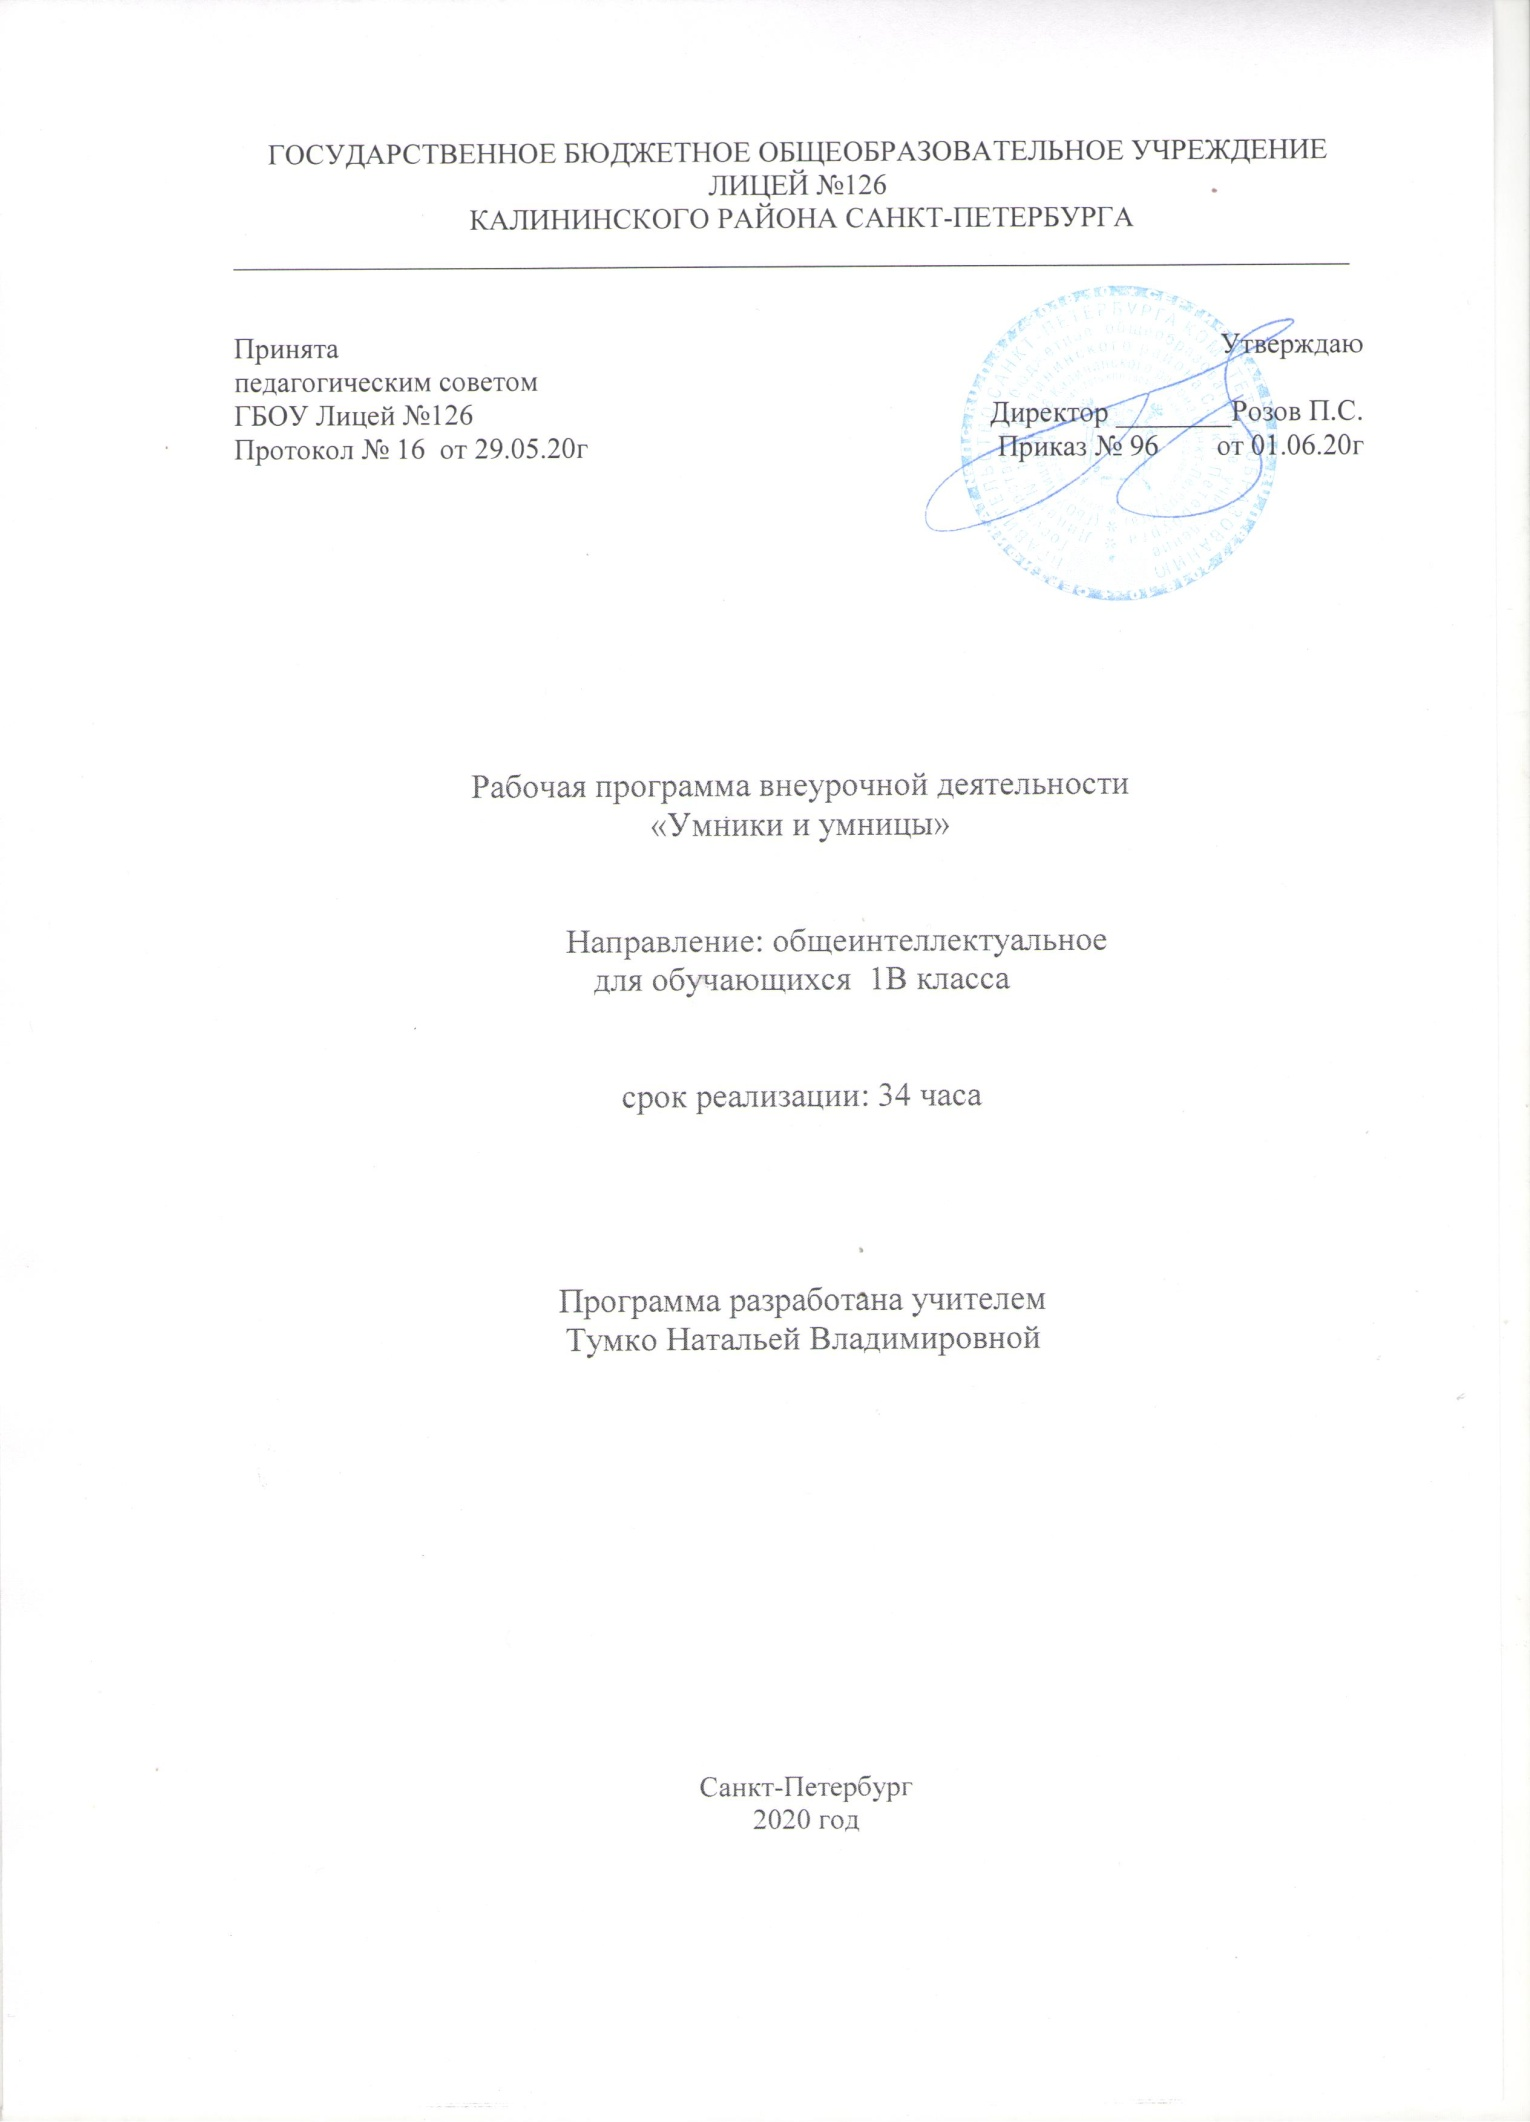 ГОСУДАРСТВЕННОЕ БЮДЖЕТНОЕ ОБЩЕОБРАЗОВАТЕЛЬНОЕ УЧРЕЖДЕНИЕ
ЛИЦЕЙ №126
КАЛИНИНСКОГО РАЙОНА САНКТ-ПЕТЕРБУРГА
Принята
педагогическим советом
ГБОУ Лицей №126
Протокол № 16 от 29.05.20г
Утверждаю
Директор ________Розов П.С.
Приказ № 96 от 01.06.20г
Рабочая программа внеурочной деятельности
«Умники и умницы»
Направление: общеинтеллектуальное
для обучающихся 1В класса
срок реализации: 34 часа
Программа разработана учителем
Тумко Натальей Владимировной
Санкт-Петербург
2020 год